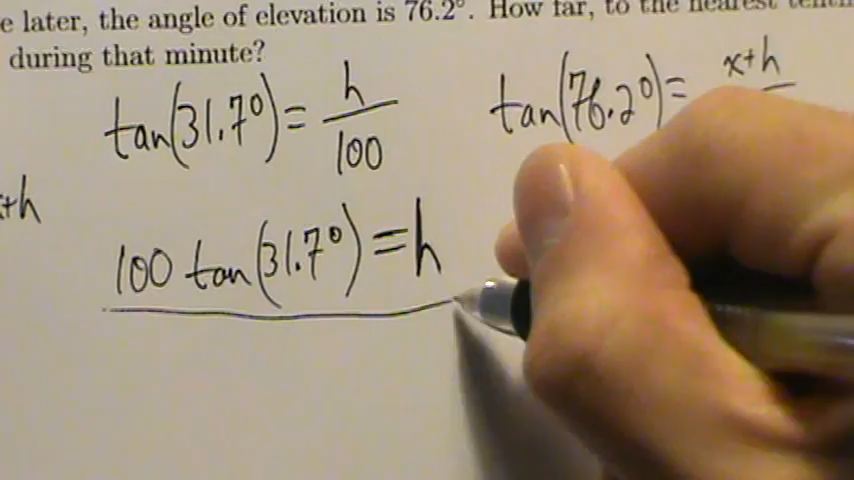 e later, the angle of elevation is 76.2°. How far, to the nearest tenth
during that minute?
tan(31.7°) = h/100
tan(76.2°) = x+h
x+h
100 tan(31.7°) = h